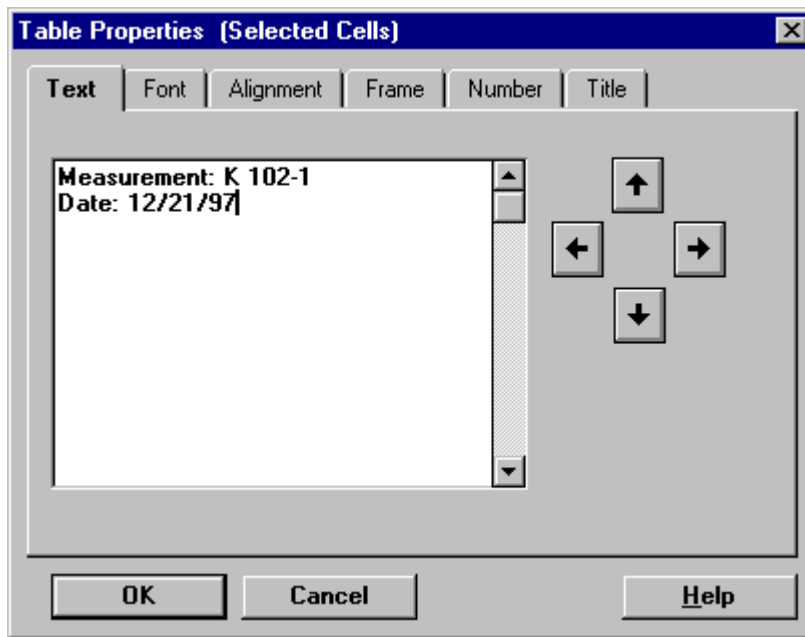 Table Properties (Selected Cells)
Text Font Alignment Frame Number Title
Measurement: K 102-1
Date: 12/21/97
OK Cancel Help